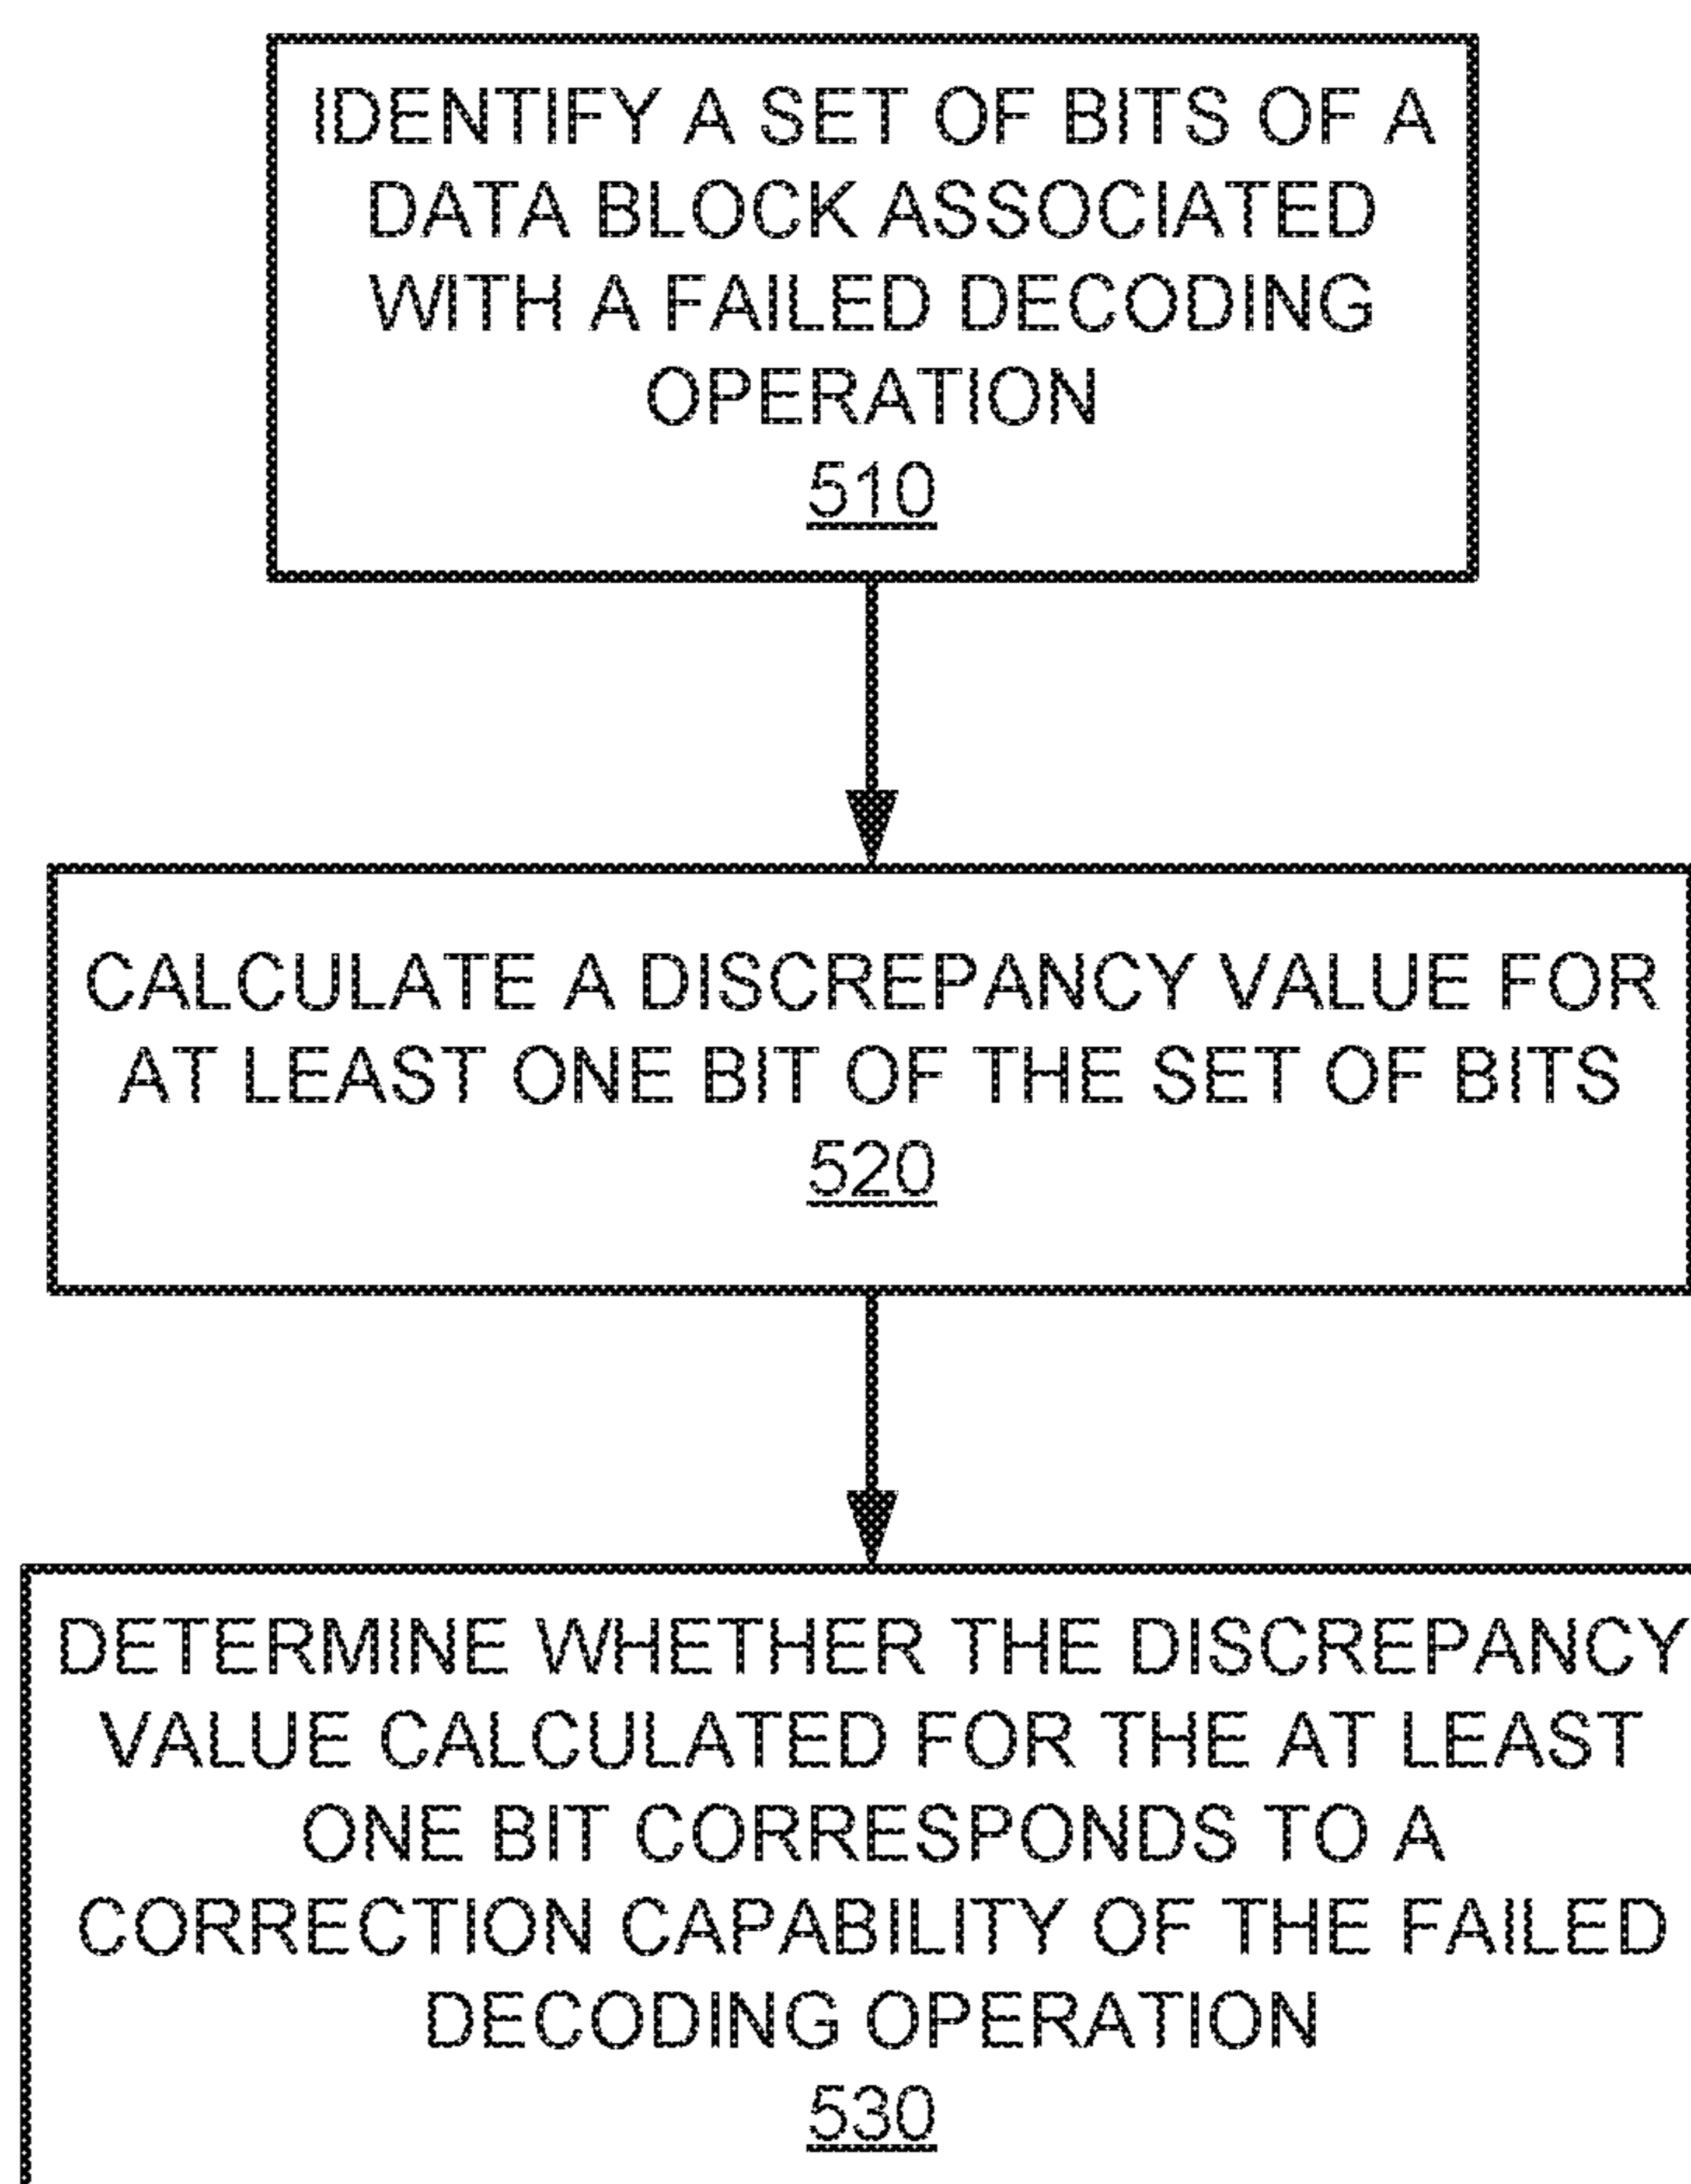 IDENTIFY A SET OF BITS OF A
DATA BLOCK ASSOCIATED
WITH A FAILED DECODING
OPERATION
510
CALCULATE A DISCREPANCY VALUE FOR
AT LEAST ONE BIT OF THE SET OF BITS
520
DETERMINE WHETHER THE DISCREPANCY
VALUE CALCULATED FOR THE AT LEAST
ONE BIT CORRESPONDS TO A
CORRECTION CAPABILITY OF THE FAILED
DECODING OPERATION
530